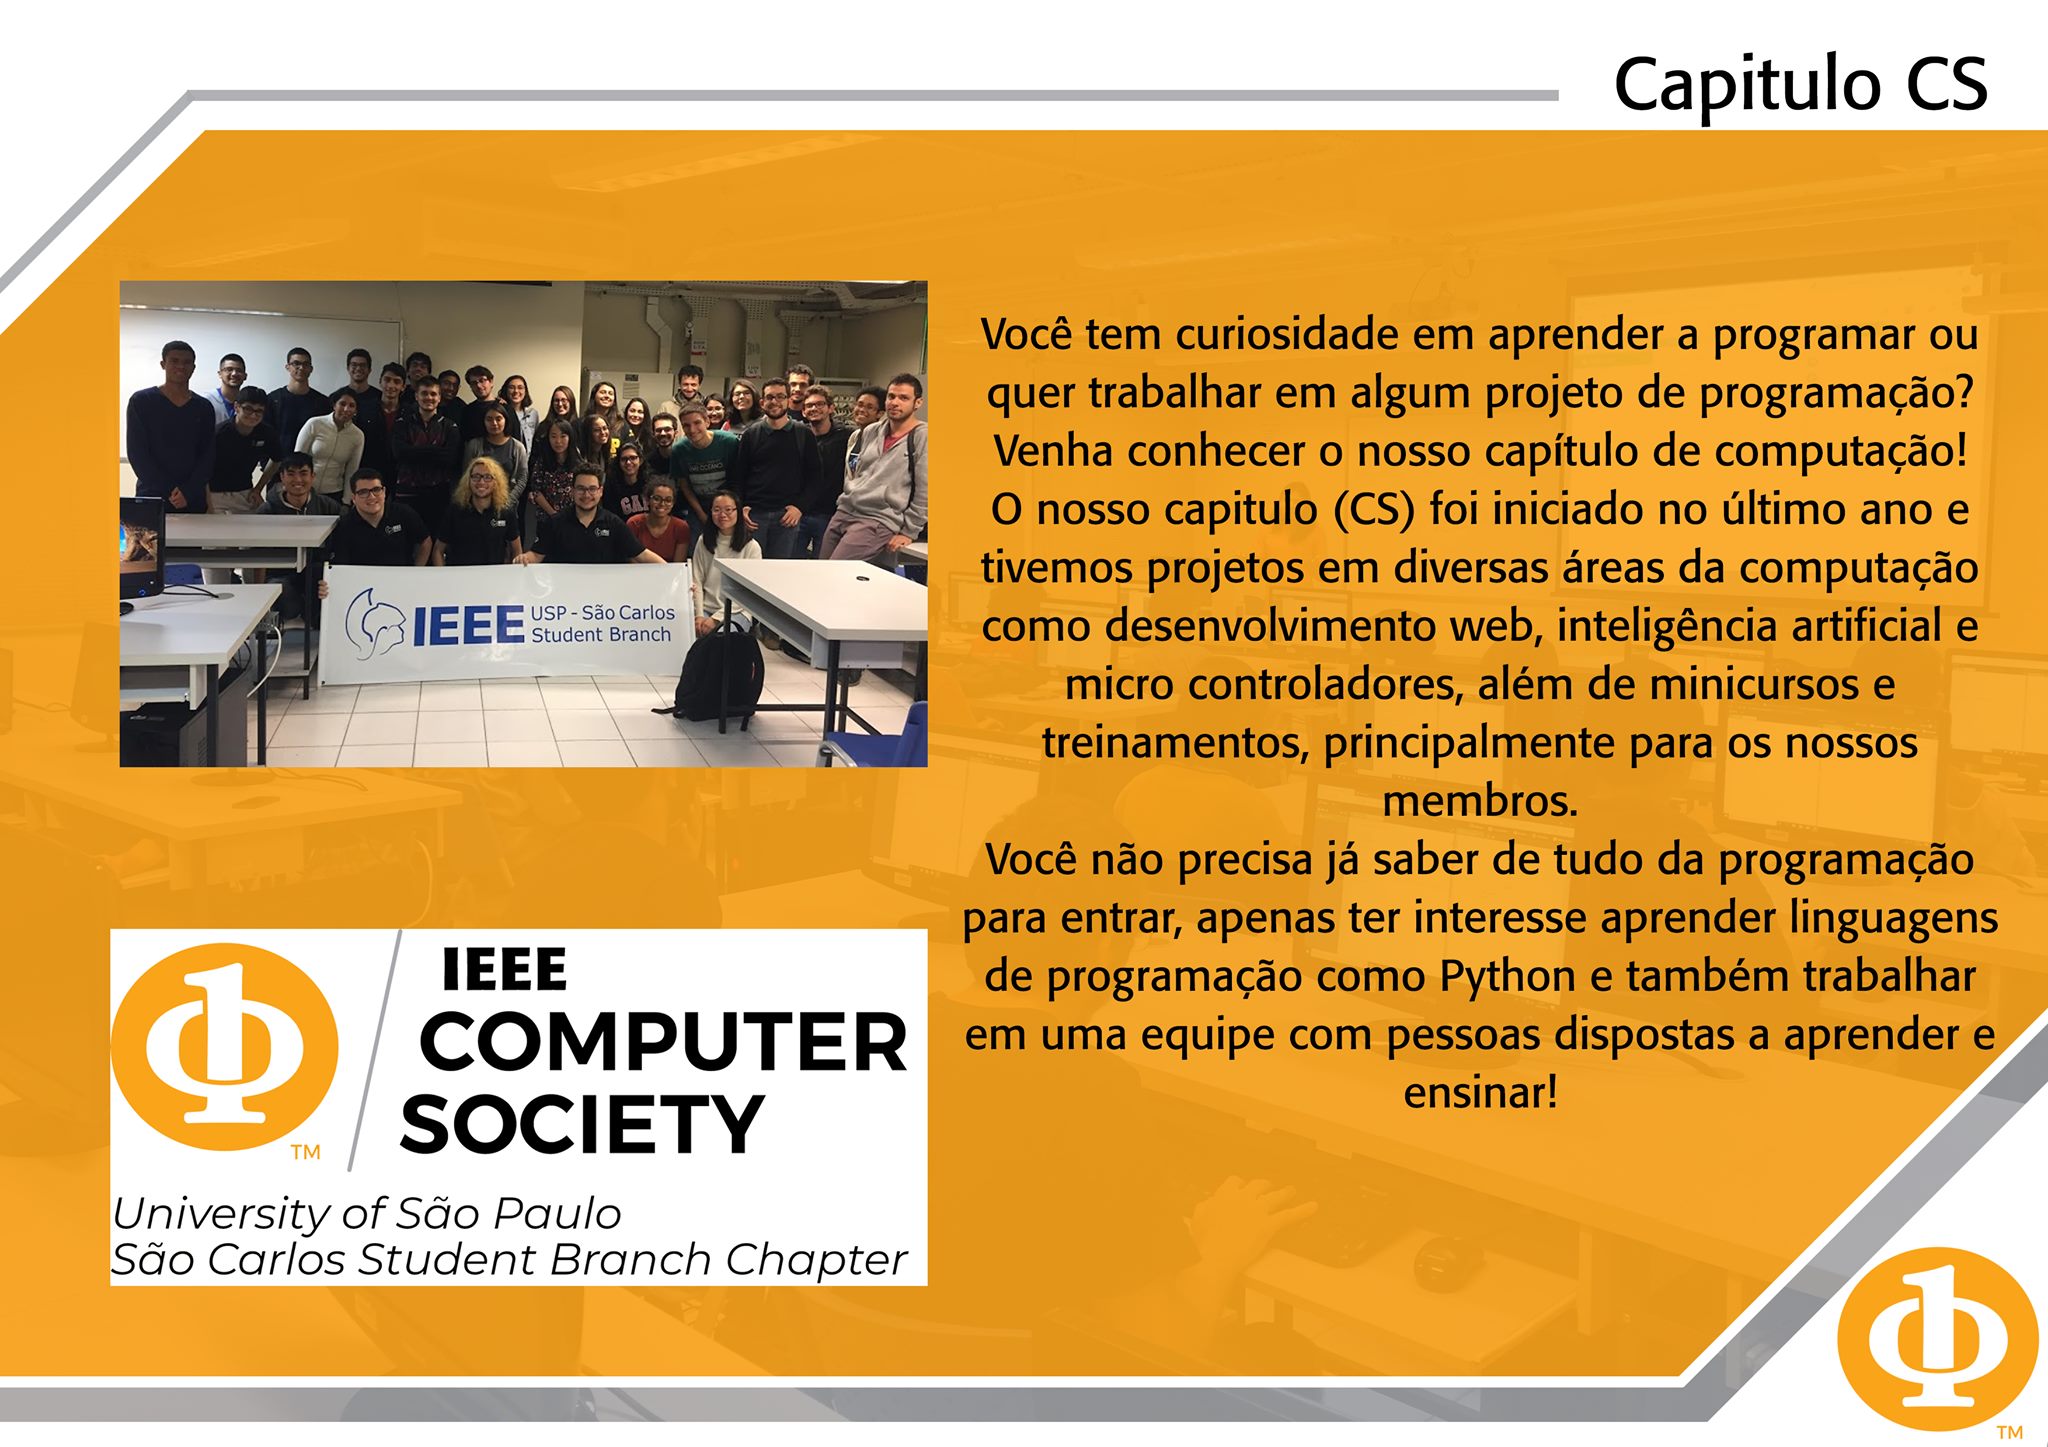 Capitulo CS
IEEE USP - São Carlos
Student Branch
Você tem curiosidade em aprender a programar ou
quer trabalhar em algum projeto de programação?
Venha conhecer o nosso capítulo de computação!
O nosso capitulo (CS) foi iniciado no último ano e
tivemos projetos em diversas áreas da computação
como desenvolvimento web, inteligência artificial e
micro controladores, além de minicursos e
treinamentos, principalmente para os nossos
membros.
Você não precisa já saber de tudo da programação
para entrar, apenas ter interesse aprender linguagens
de programação como Python e também trabalhar
em uma equipe com pessoas dispostas a aprender e
ensinar!
IEEE
COMPUTER
SOCIETY
TM
University of São Paulo
São Carlos Student Branch Chapter
TM